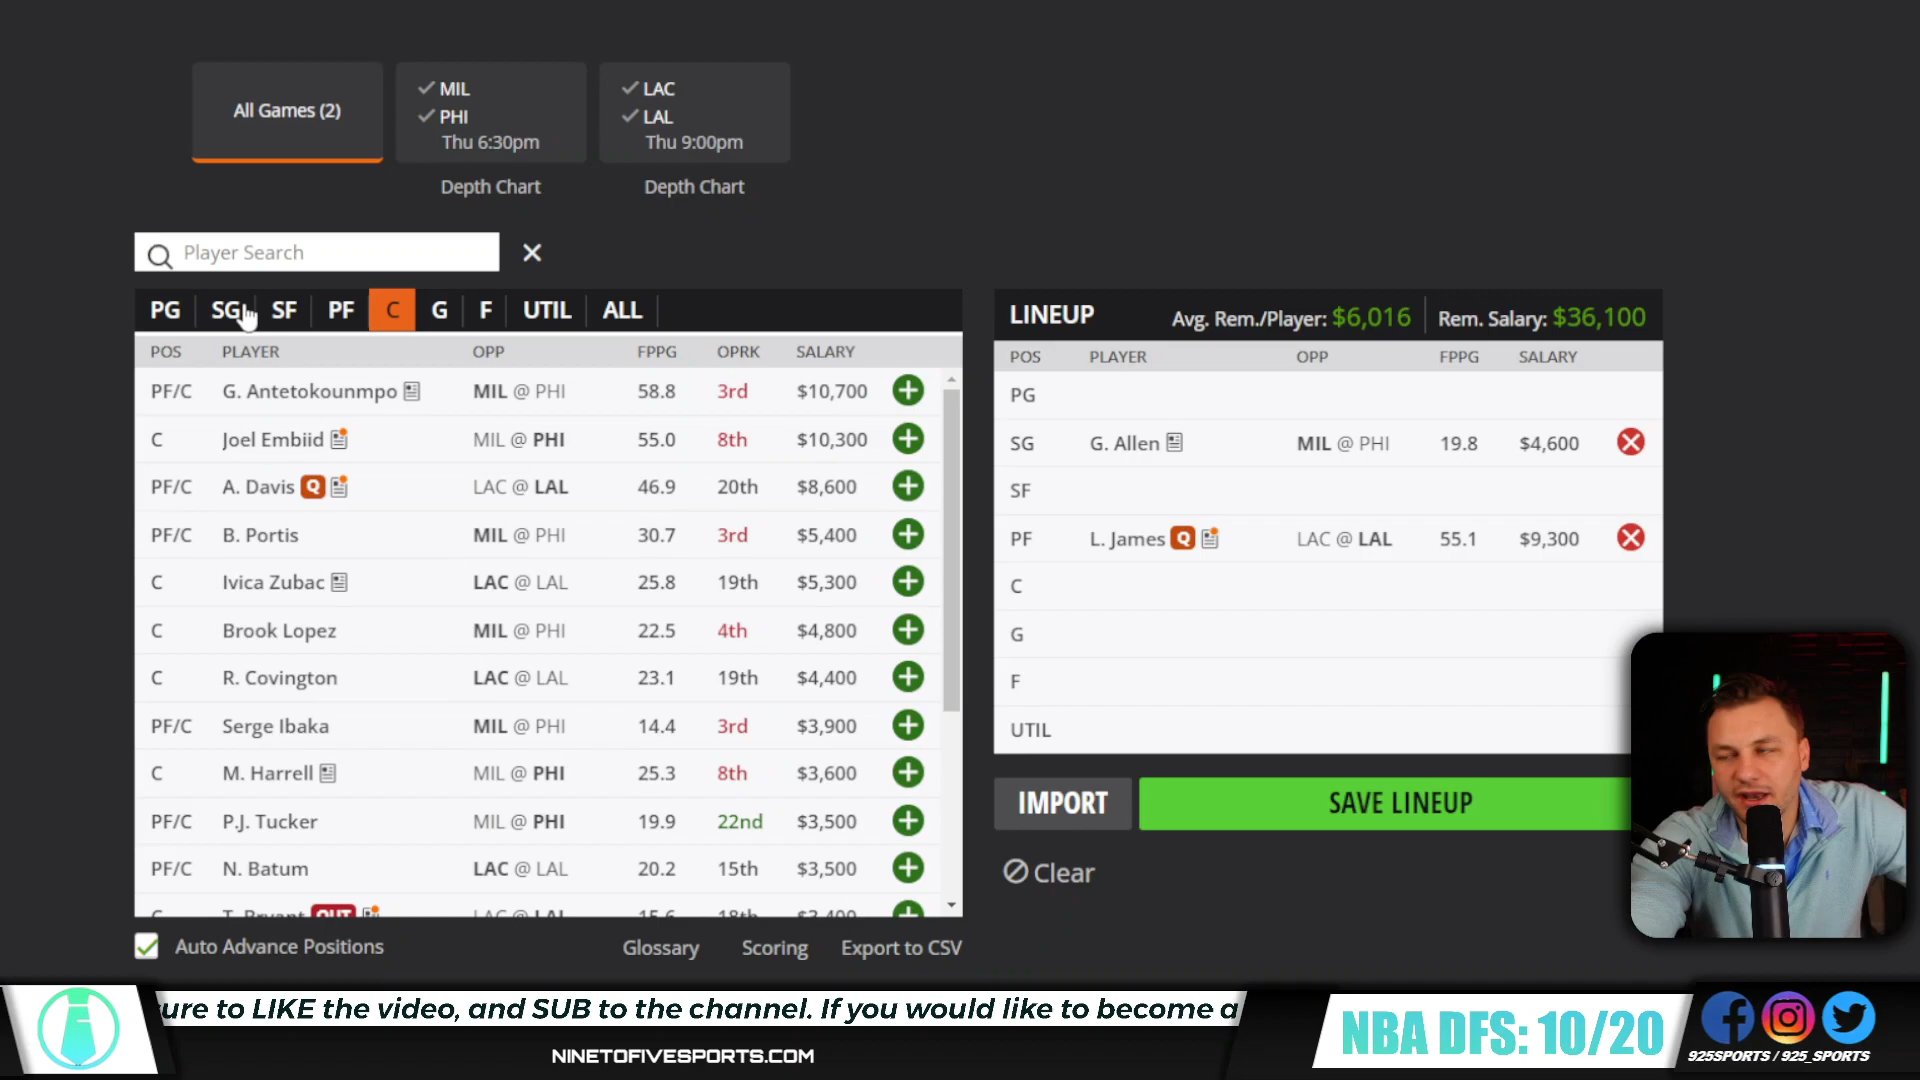 All Games (2)
MIL
PHI
Thu 6:30pm
Depth Chart
LAC
LAL
Thu 9:00pm
Depth Chart
Player Search
PG SG SF PF C G F UTIL ALL
POS PLAYER OPP FPPG OPRK SALARY
PF/C G. Antetokounmpo MIL @ PHI 58.8 3rd $10,700
C Joel Embiid MIL @ PHI 55.0 8th $10,300
PF/C A. Davis Q LAC @ LAL 46.9 20th $8,600
PF/C B. Portis MIL @ PHI 30.7 3rd $5,400
C Ivica Zubac LAC @ LAL 25.8 19th $5,300
C Brook Lopez MIL @ PHI 22.5 4th $4,800
C R. Covington LAC @ LAL 23.1 19th $4,400
PF/C Serge Ibaka MIL @ PHI 14.4 3rd $3,900
C M. Harrell MIL @ PHI 25.3 8th $3,600
PF/C P.J. Tucker MIL @ PHI 19.9 22nd $3,500
PF/C N. Batum LAC @ LAL 20.2 15th $3,500
C T. Bryant OUT LAC @ LAL 15.6 18th $3,400
Auto Advance Positions
Glossary Scoring Export to CSV
LINEUP Avg. Rem./Player: $6,016 Rem. Salary: $36,100
POS PLAYER OPP FPPG SALARY
PG
SG G. Allen MIL @ PHI 19.8 $4,600
SF
PF L. James Q LAC @ LAL 55.1 $9,300
C
G
F
UTIL
IMPORT SAVE LINEUP
Clear
ure to LIKE the video, and SUB to the channel. If you would like to become a
NINETOFIVESPORTS.COM
NBA DFS: 10/20
925SPORTS / 925_SPORTS